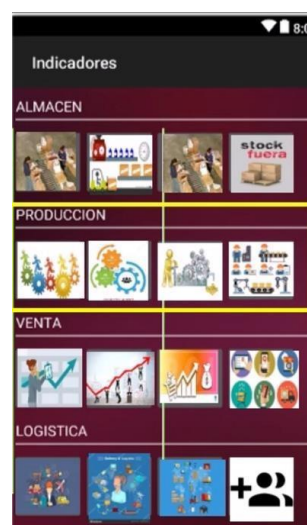 8:0
Indicadores
ALMACEN
stock
fuera
PRODUCCION
VENTA
LOGISTICA